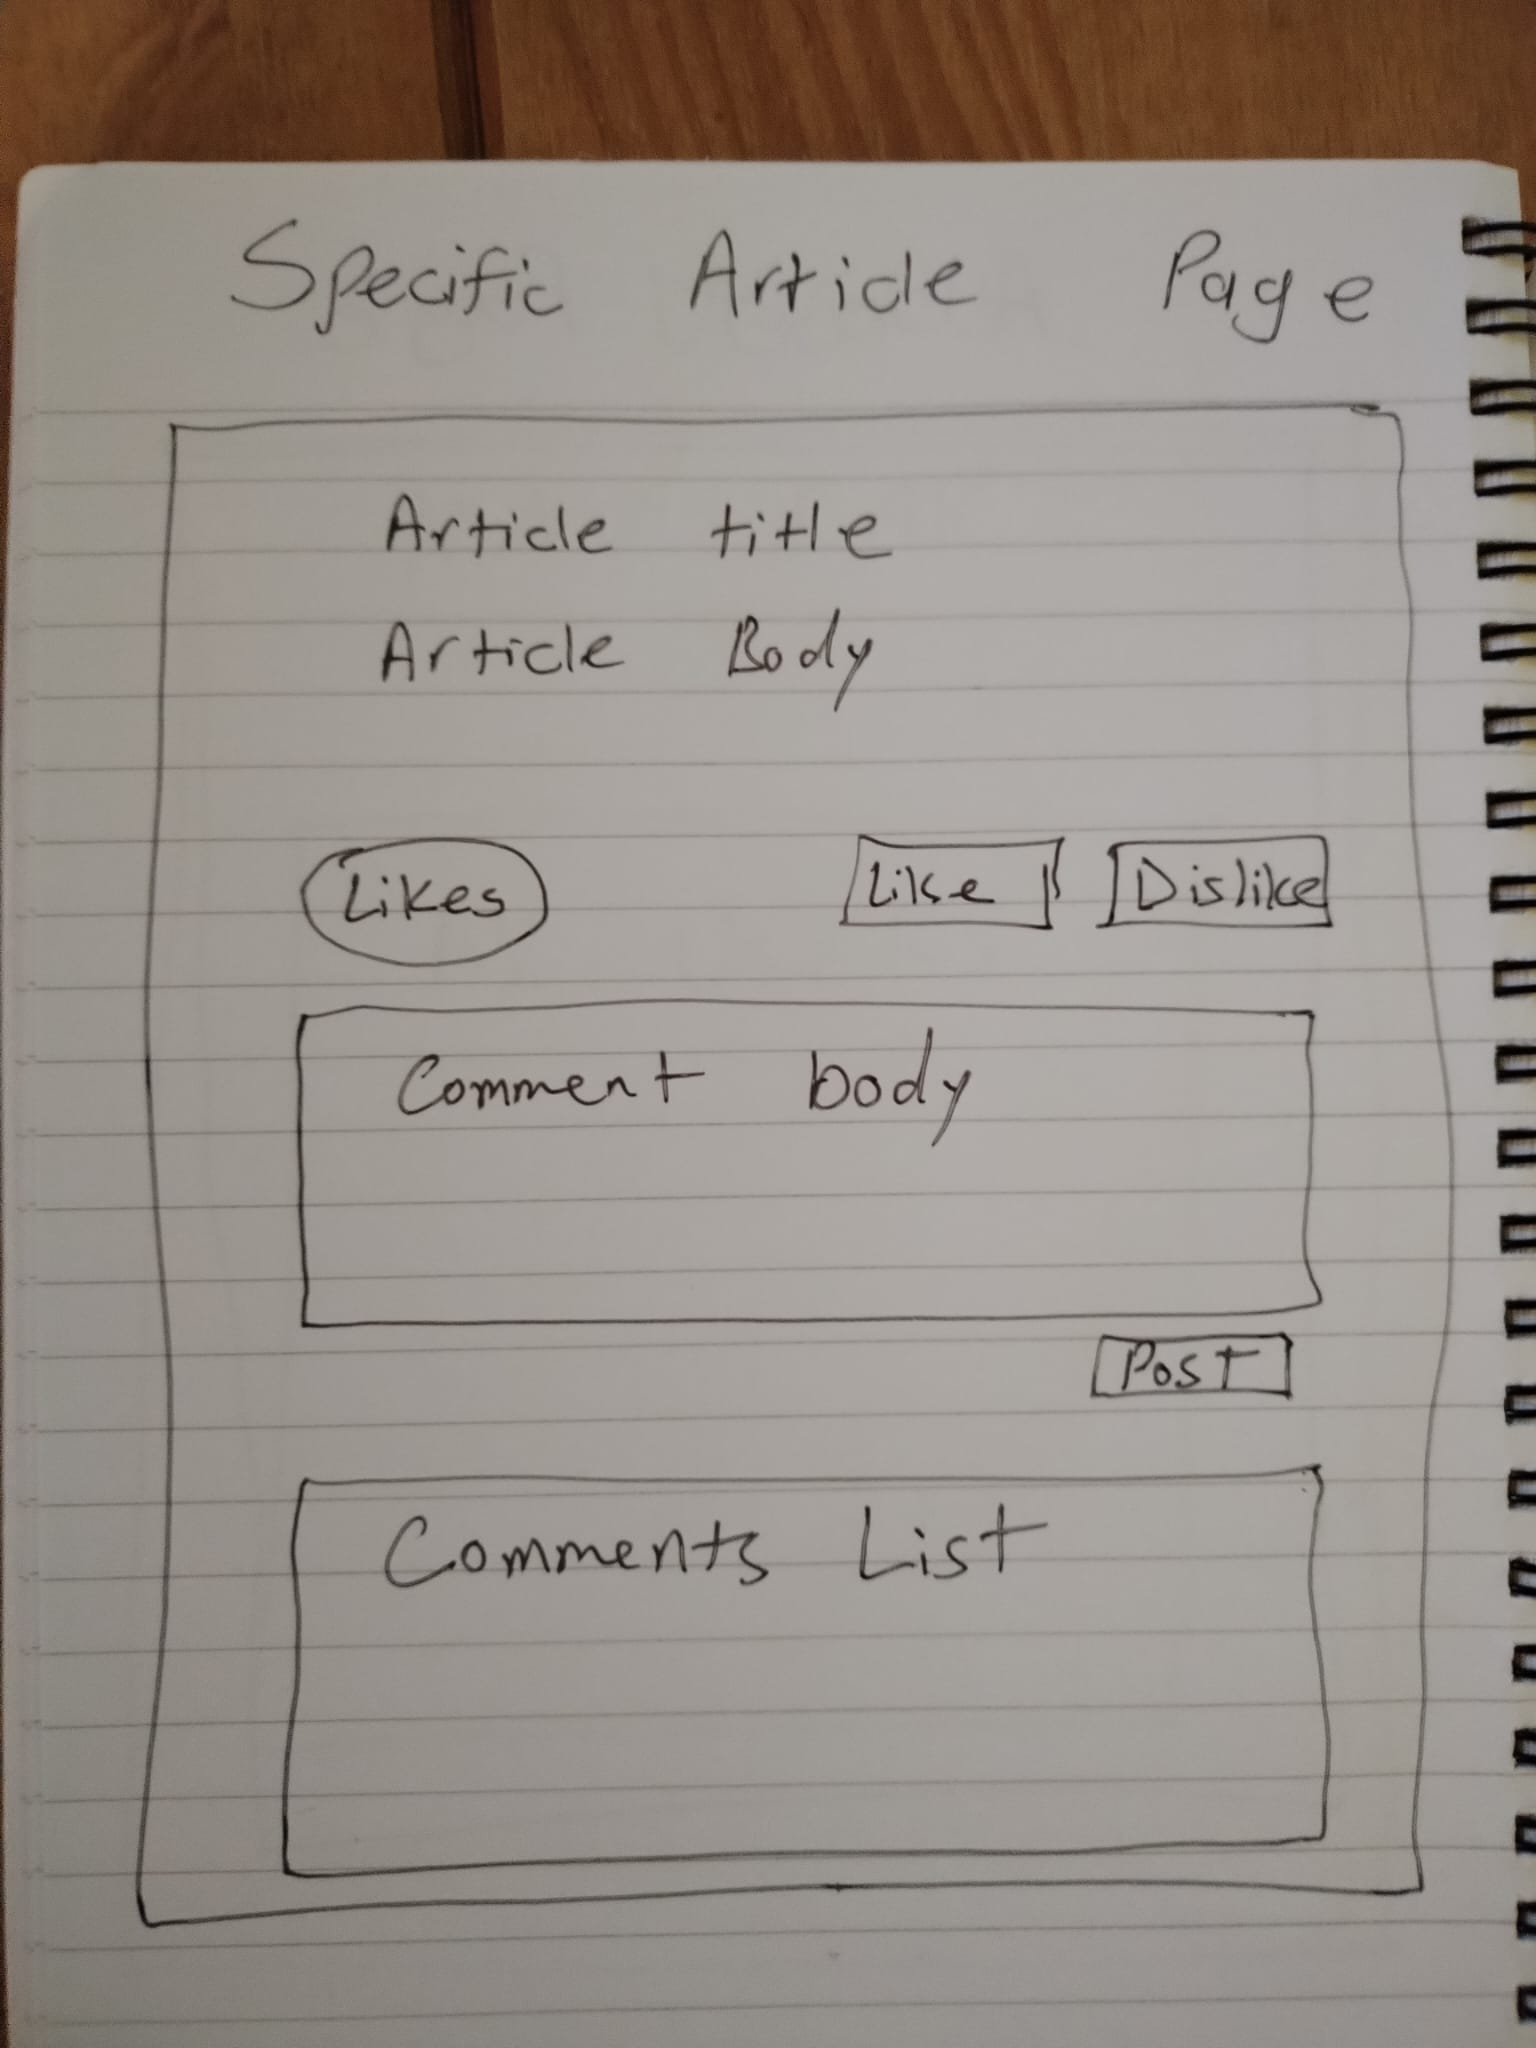 Specific Article Page
Article title
Article Body
Likes Like Dislike
Comment body
Post
Comments List